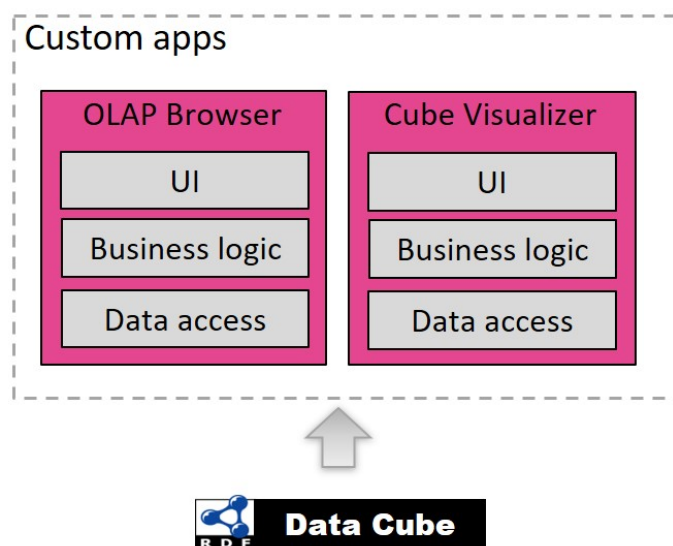 Custom apps
OLAP Browser
UI
Business logic
Data access
Cube Visualizer
UI
Business logic
Data access
Data Cube
RDF